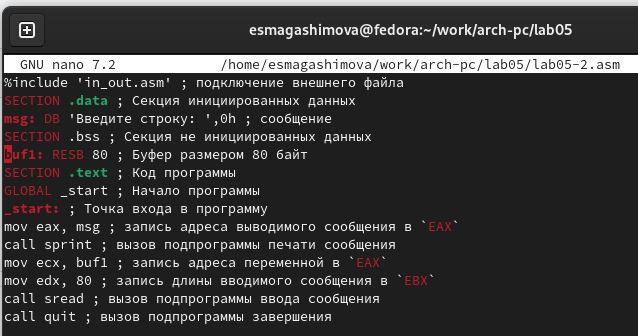 esmagashimova@fedora:~/work/arch-pc/lab05
GNU nano 7.2 /home/esmagashimova/work/arch-pc/lab05/lab05-2.asm
%include 'in_out.asm' ; подключение внешнего файла
SECTION .data ; Секция инициированных данных
msg: DB 'Введите строку: ',0h ; сообщение
SECTION .bss ; Секция не инициированных данных
buf1: RESB 80 ; Буфер размером 80 байт
SECTION .text ; Код программы
GLOBAL _start ; Начало программы
_start: ; Точка входа в программу
mov eax, msg ; запись адреса выводимого сообщения в `EAX`
call sprint ; вызов подпрограммы печати сообщения
mov ecx, buf1 ; запись адреса переменной в `EAX`
mov edx, 80 ; запись длины вводимого сообщения в `EBX`
call sread ; вызов подпрограммы ввода сообщения
call quit ; вызов подпрограммы завершения